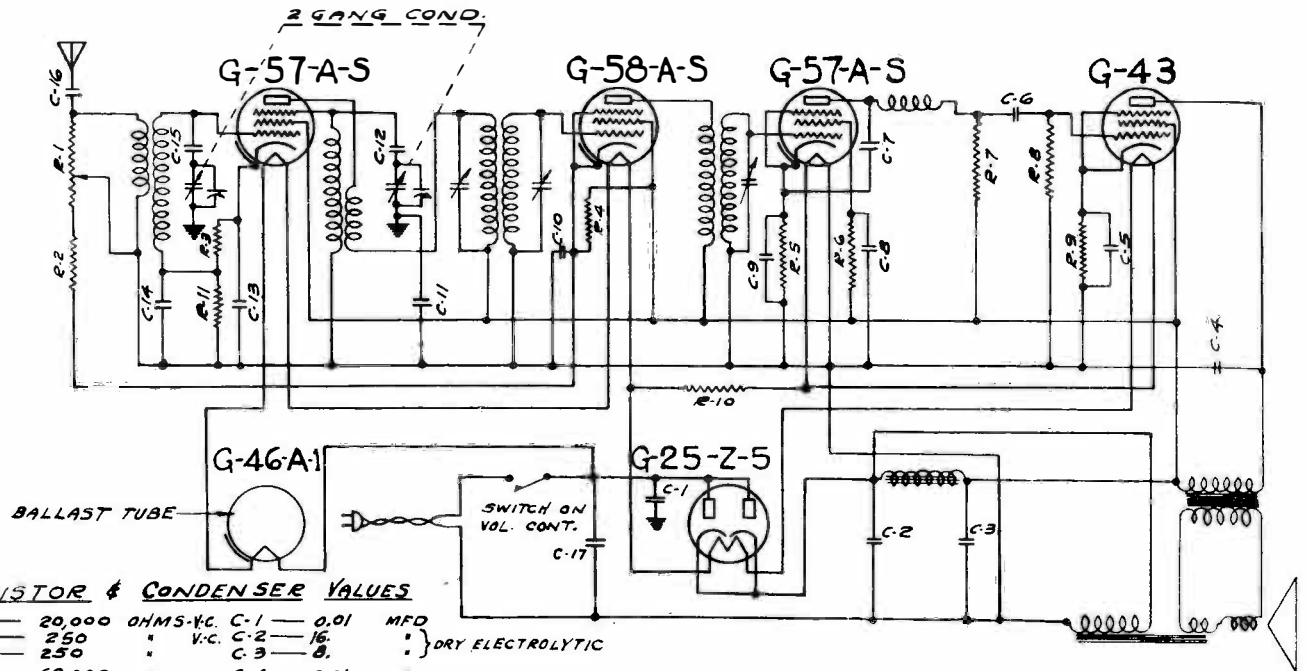 2 GANG COND.
G-57-A-S
G-58-A-S
G-57-A-S
G-43
C-16
R-1
R-2
C-15
R-3
C-14
R-11
C-13
C-12
C-11
C-10
R-4
C-9
R-5
R-6
C-8
C-7
C-6
R-7
R-8
R-9
C-5
C-4
R-10
G-46-A-1
G-25-Z-5
BALLAST TUBE
SWITCH ON
VOL. CONT.
C-1
C-17
C-2
C-3
ISTOR & CONDENSER VALUES
20,000 OHMS-V.C. C-1 — 0.01 MFD
250 " V.C. C-2 — 16. "
250 " C-3 — 8. " } DRY ELECTROLYTIC